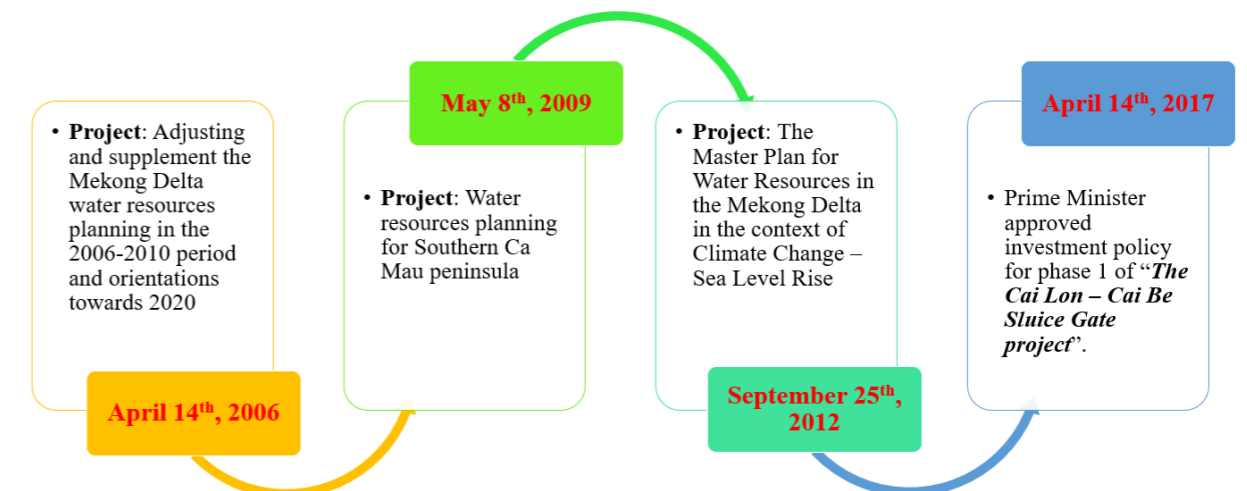 April 14th, 2006
• Project: Adjusting
and supplement the
Mekong Delta
water resources
planning in the
2006-2010 period
and orientations
towards 2020
May 8th, 2009
• Project: Water
resources planning
for Southern Ca
Mau peninsula
September 25th,
2012
• Project: The
Master Plan for
Water Resources in
the Mekong Delta
in the context of
Climate Change –
Sea Level Rise
April 14th, 2017
• Prime Minister
approved
investment policy
for phase 1 of “The
Cai Lon – Cai Be
Sluice Gate
project”.